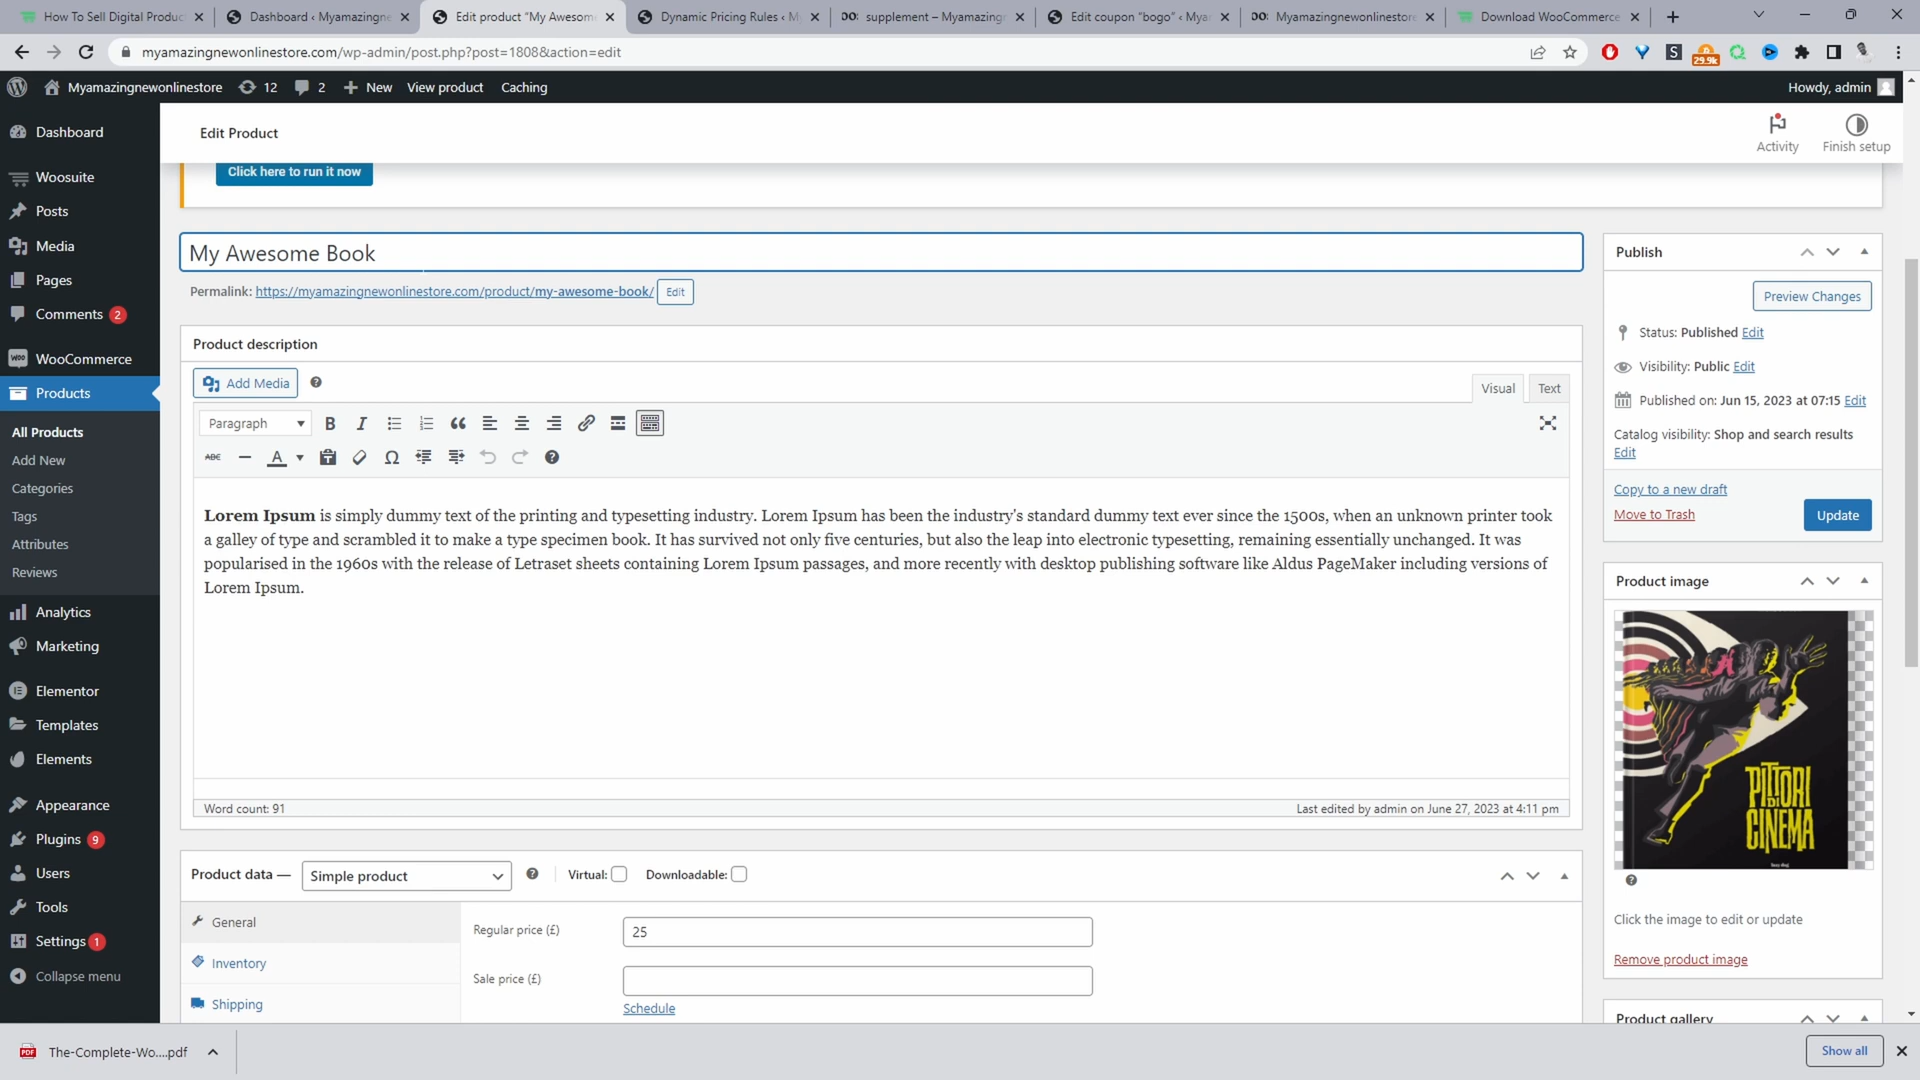 How To Sell Digital Produc
Dashboard ‹ Myamazingne
Edit product "My Awesom
Dynamic Pricing Rules ‹ M
supplement – Myamazing
Edit coupon "bogo" ‹ Mya
Myamazingnewonlinestore
Download WooCommerce
myamazingnewonlinestore.com/wp-admin/post.php?post=1808&action=edit
29.9k
Myamazingnewonlinestore
12
2
New
View product
Caching
Howdy, admin
Dashboard
Woosuite
Posts
Media
Pages
Comments 2
WooCommerce
Products
All Products
Add New
Categories
Tags
Attributes
Reviews
Analytics
Marketing
Elementor
Templates
Elements
Appearance
Plugins 9
Users
Tools
Settings 1
Collapse menu
Edit Product
Activity
Finish setup
Click here to run it now
My Awesome Book
Permalink: https://myamazingnewonlinestore.com/product/my-awesome-book/ Edit
Product description
Add Media
Visual
Text
Paragraph
B
I
ABC
A
Ω
Lorem Ipsum is simply dummy text of the printing and typesetting industry. Lorem Ipsum has been the industry's standard dummy text ever since the 1500s, when an unknown printer took
a galley of type and scrambled it to make a type specimen book. It has survived not only five centuries, but also the leap into electronic typesetting, remaining essentially unchanged. It was
popularised in the 1960s with the release of Letraset sheets containing Lorem Ipsum passages, and more recently with desktop publishing software like Aldus PageMaker including versions of
Lorem Ipsum.
Word count: 91
Last edited by admin on June 27, 2023 at 4:11 pm
Product data —
Simple product
Virtual:
Downloadable:
General
Inventory
Shipping
Regular price (£)
25
Sale price (£)
Schedule
Publish
Preview Changes
Status: Published Edit
Visibility: Public Edit
Published on: Jun 15, 2023 at 07:15 Edit
Catalog visibility: Shop and search results
Edit
Copy to a new draft
Move to Trash
Update
Product image
PITTORI
DI
CINEMA
Click the image to edit or update
Remove product image
Product gallery
PDF
The-Complete-Wo....pdf
Show all